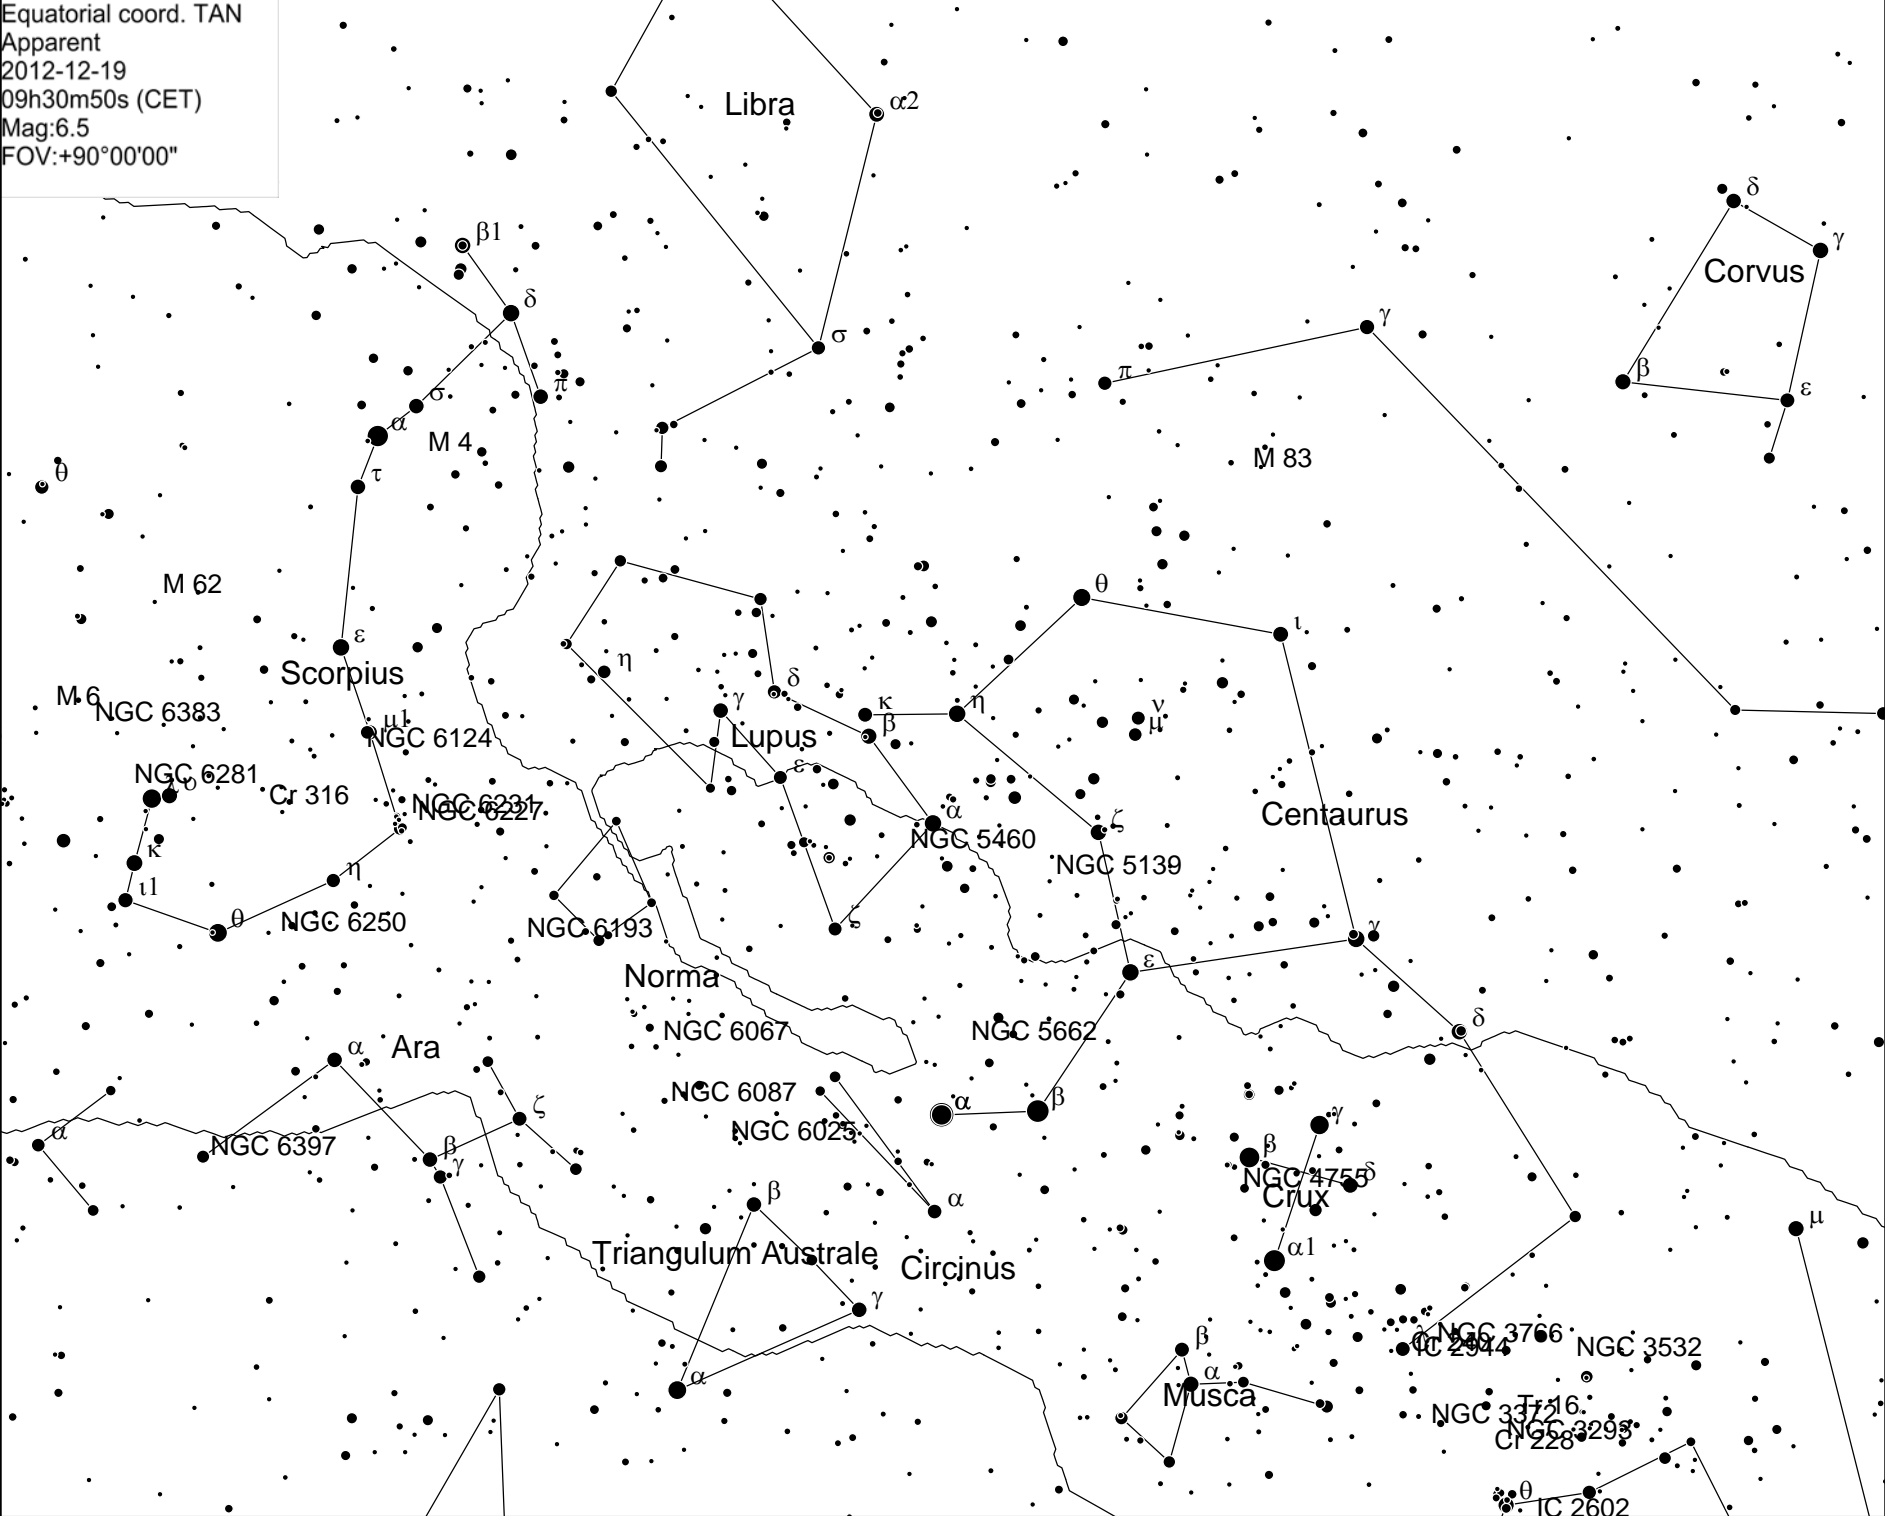 Equatorial coord. TAN
Apparent
2012-12-19
09h30m50s (CET)
Mag:6.5
FOV:+90°00'00"
Libra
α2
δ
β1
γ
Corvus
δ
γ
σ
π
β
π
ε
σ
α
M 4
M 83
θ
τ
M 62
θ
ι
ε
η
Scorpius
δ
M 6
NGC 6383
γ
κ
η
ν
β
μ
μ1
NGC 6124
Lupus
ε
NGC 6281
υ
Cr 316
NGC 6231
NGC 6227
α
ζ
Centaurus
NGC 5460
κ
NGC 5139
η
ι1
θ
NGC 6250
NGC 6193
ζ
γ
ε
Norma
δ
NGC 6067
NGC 5662
α
Ara
NGC 6087
α
β
ζ
γ
α
NGC 6025
NGC 6397
β
β
γ
δ
NGC 4755
β
α
Crux
μ
Triangulum Australe
α1
Circinus
γ
β
λ
NGC 3766
IC 2944
NGC 3532
α
α
Musca
Tr 16
NGC 3372
NGC 3293
Cr 228
θ
IC 2602